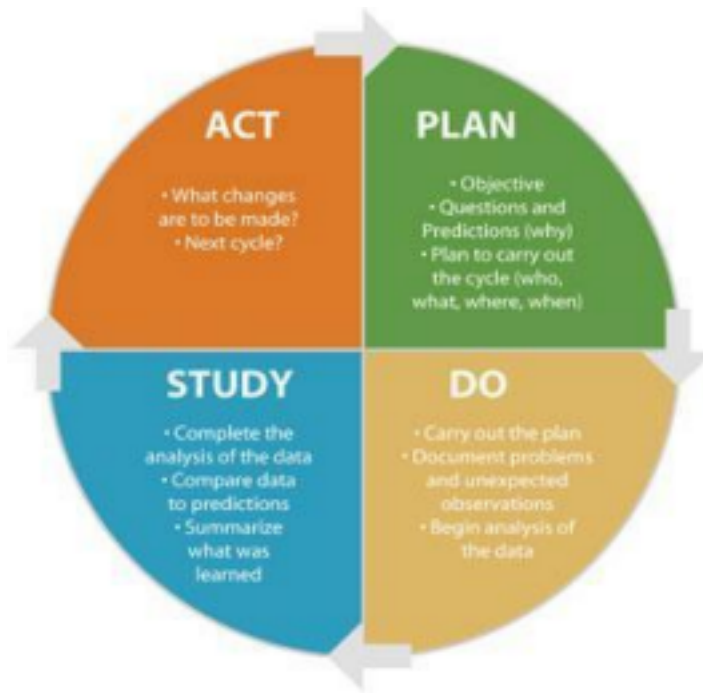 ACT
• What changes
are to be made?
• Next cycle?
PLAN
• Objective
• Questions and
Predictions (why)
• Plan to carry out
the cycle (who,
what, where, when)
STUDY
• Complete the
analysis of the data
• Compare data
to predictions
• Summarize
what was
learned
DO
• Carry out the plan
• Document problems
and unexpected
observations
• Begin analysis of
the data